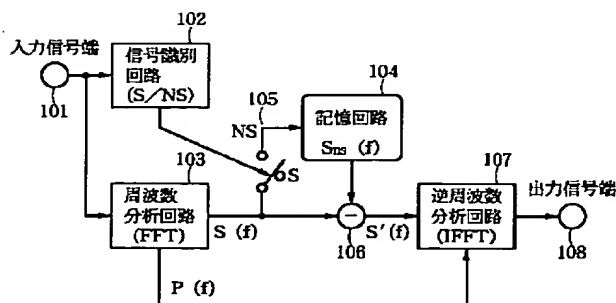 102
入力信号端
101
信号識別
回路
(S/NS)
105
NS
S
104
記憶回路
Sns (f)
103
周波数
分析回路
(FFT)
S (f)
−
106
S'(f)
107
逆周波数
分析回路
(IFFT)
出力信号端
108
P (f)